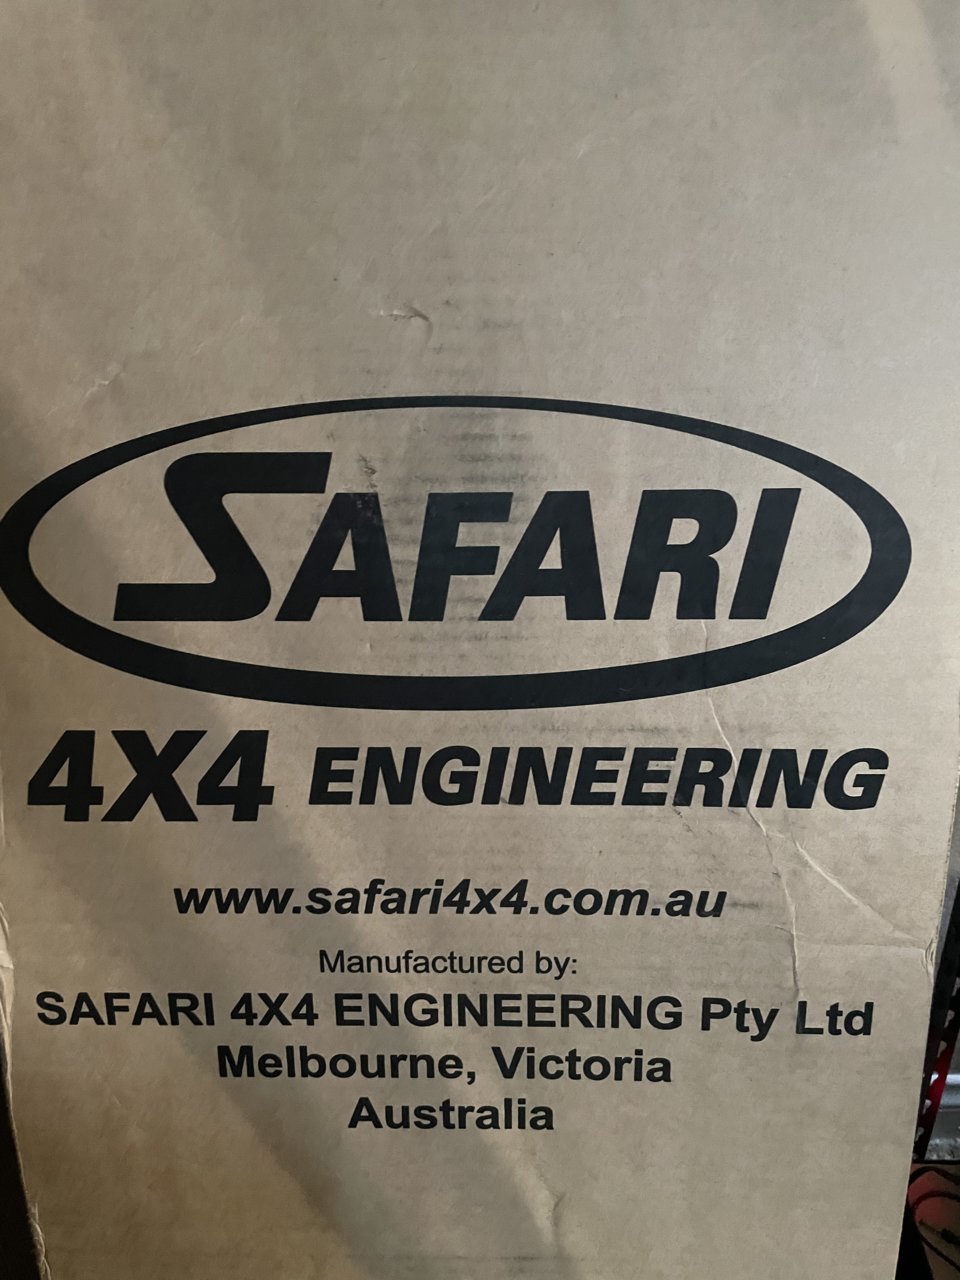 SAFARI
4X4 ENGINEERING
www.safari4x4.com.au
Manufactured by:
SAFARI 4X4 ENGINEERING Pty Ltd
Melbourne, Victoria
Australia